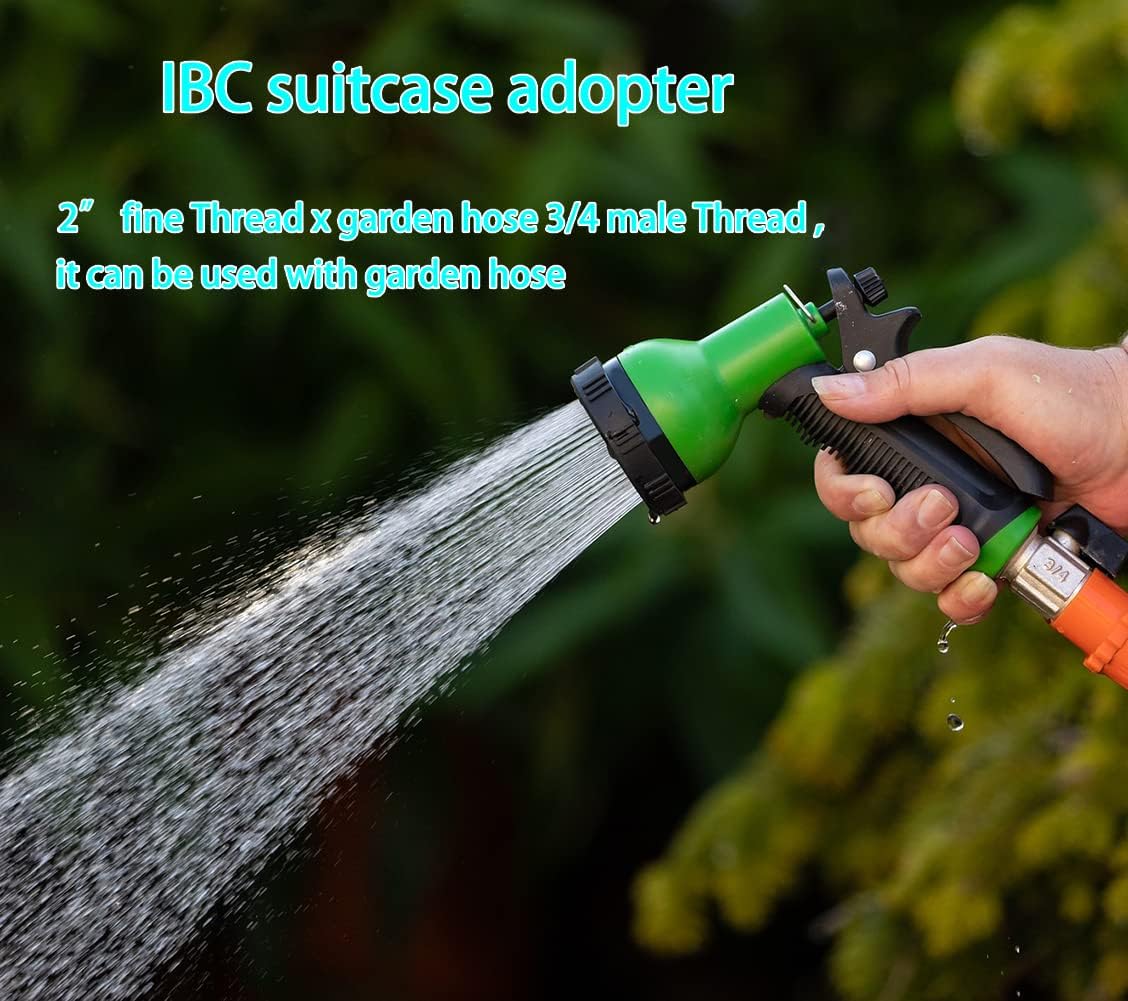 IBC suitcase adopter
2" fine Thread x garden hose 3/4 male Thread ,
it can be used with garden hose
3/4